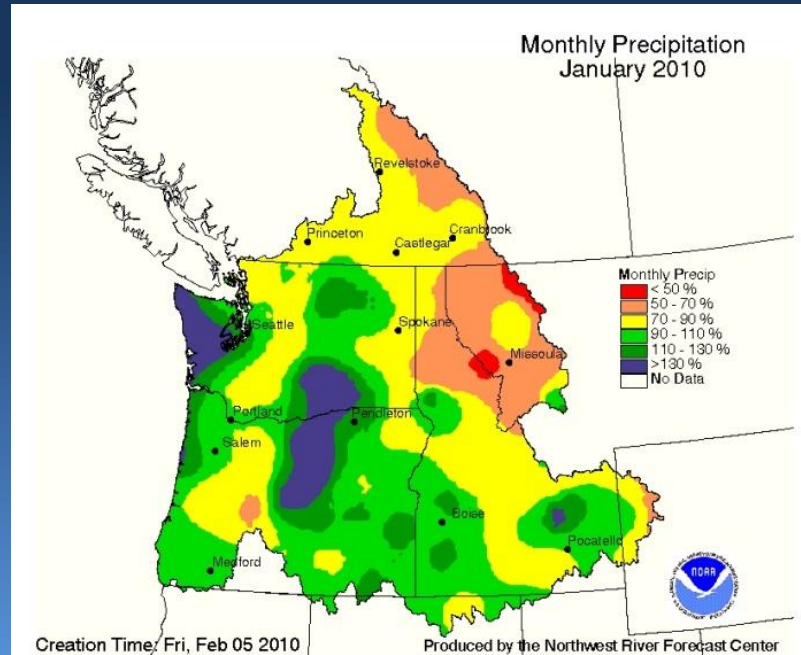 Monthly Precipitation
January 2010
Revelstoke
Princeton
Castlegar
Cranbrook
Monthly Precip
< 50 %
50 - 70 %
70 - 90 %
90 - 110 %
110 - 130 %
>130 %
No Data
Seattle
Spokane
Missoula
Portland
Pendleton
Salem
Boise
Pocatello
Medford
NOAA
Creation Time: Fri, Feb 05 2010
Produced by the Northwest River Forecast Center